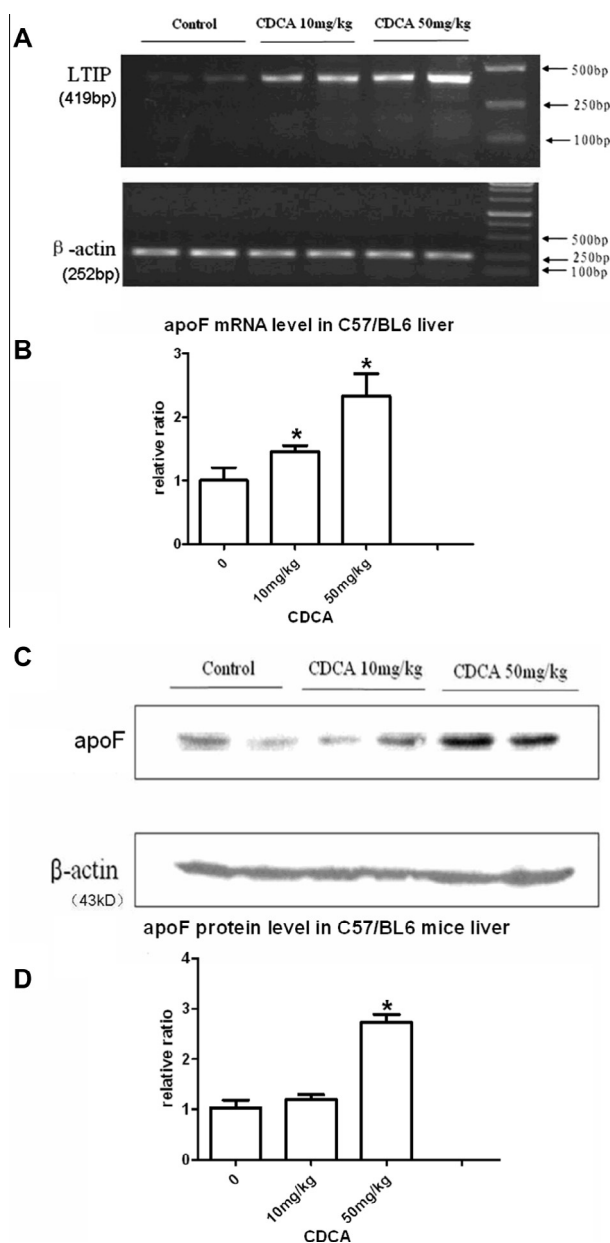 A
Control CDCA 10mg/kg CDCA 50mg/kg
LTIP
(419bp)
500bp
250bp
100bp
β-actin
(252bp)
500bp
250bp
100bp
B
apoF mRNA level in C57/BL6 liver
relative ratio
3
2
1
0
*
*
0
10mg/kg
50mg/kg
CDCA
C
Control CDCA 10mg/kg CDCA 50mg/kg
apoF
β-actin
(43kD)
apoF protein level in C57/BL6 mice liver
D
relative ratio
4
3
2
1
0
*
0
10mg/kg
50mg/kg
CDCA